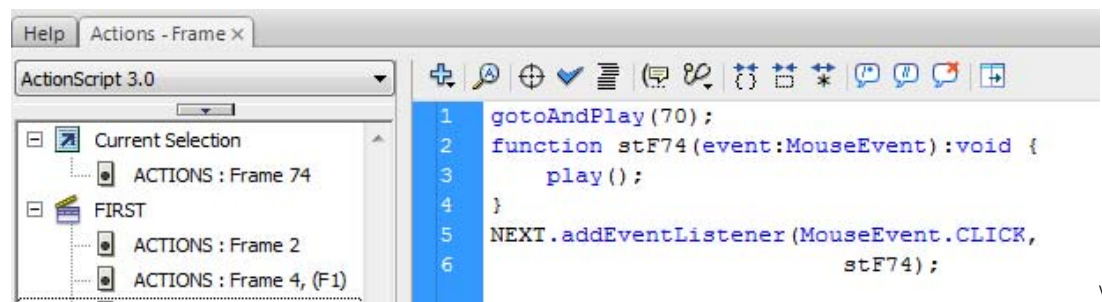 Help
Actions - Frame ×
ActionScript 3.0
Current Selection
ACTIONS : Frame 74
FIRST
ACTIONS : Frame 2
ACTIONS : Frame 4, (F1)
1 gotoAndPlay(70);
2 function stF74(event:MouseEvent):void {
3 play();
4 }
5 NEXT.addEventListener(MouseEvent.CLICK,
6 stF74);